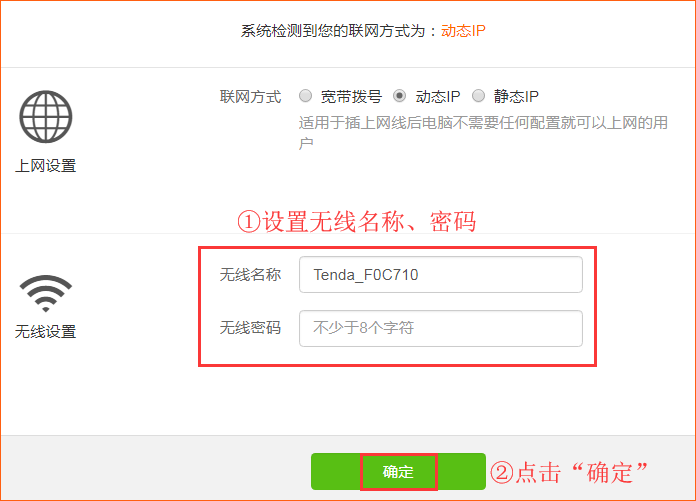 系统检测到您的联网方式为：动态IP
联网方式 宽带拨号 动态IP 静态IP
适用于插上网线后电脑不需要任何配置就可以上网的用
户
上网设置
①设置无线名称、密码
无线名称 Tenda_F0C710
无线密码 不少于8个字符
无线设置
确定 ②点击“确定”